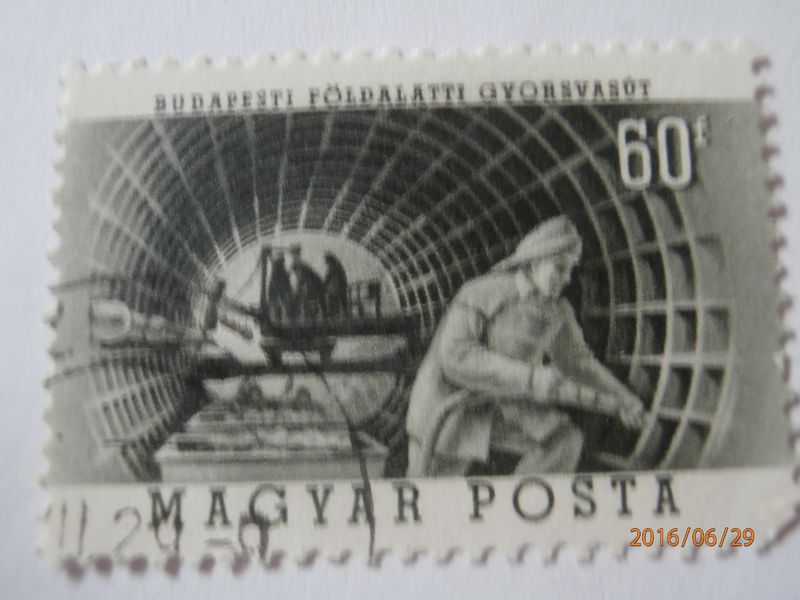 BUDAPESTI FÖLDALATTI GYORSVASÚT
60f
MAGYAR POSTA
2016/06/29